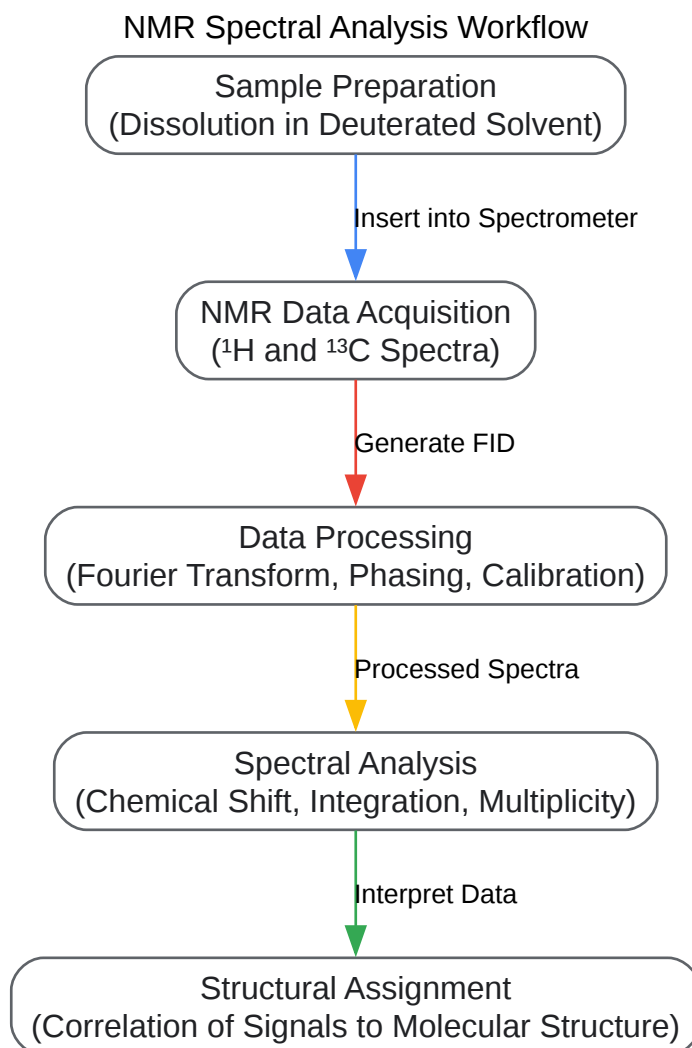 NMR Spectral Analysis Workflow
Sample Preparation
(Dissolution in Deuterated Solvent)
Insert into Spectrometer
NMR Data Acquisition
(¹H and ¹³C Spectra)
Generate FID
Data Processing
(Fourier Transform, Phasing, Calibration)
Processed Spectra
Spectral Analysis
(Chemical Shift, Integration, Multiplicity)
Interpret Data
Structural Assignment
(Correlation of Signals to Molecular Structure)